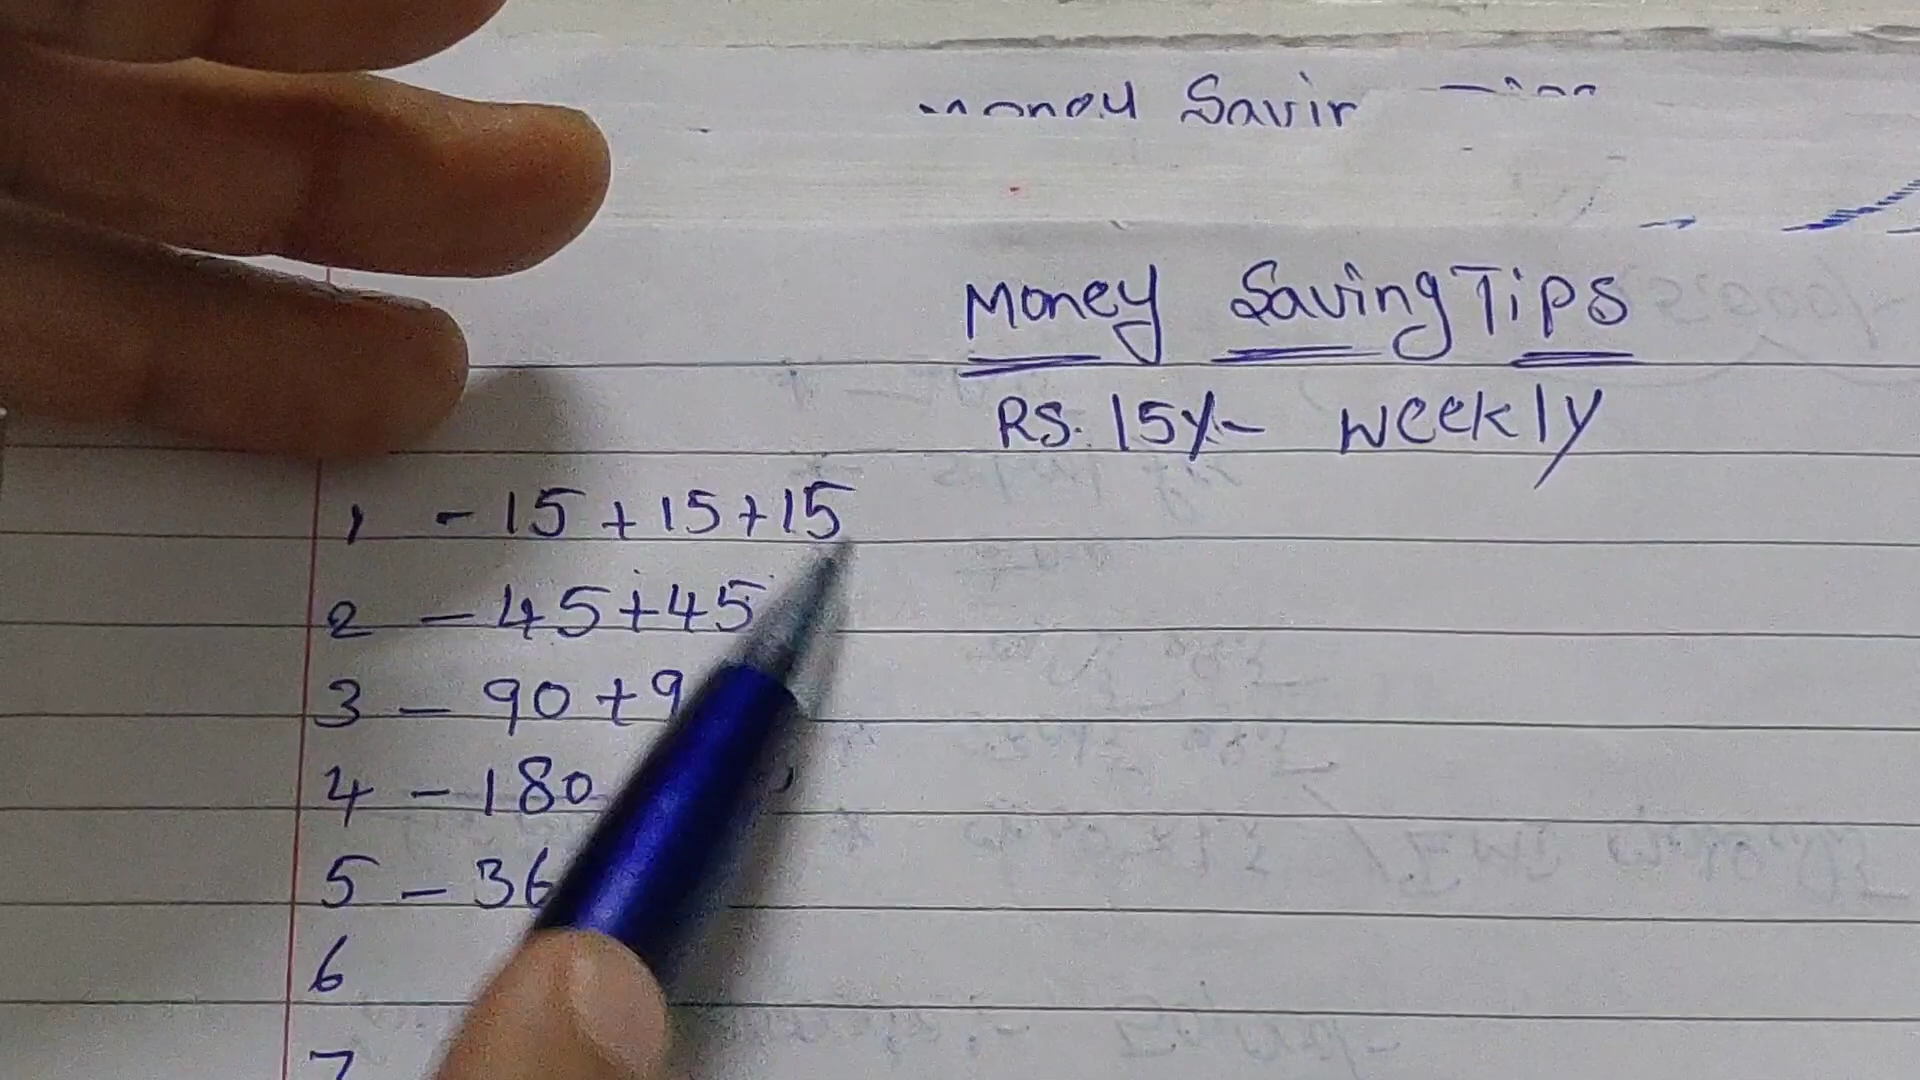 Money Saving Tips
RS. 15/- weekly
1 - 15 + 15 + 15
2 - 45 + 45
3 - 90 + 9
4 - 180
5 - 36
6
7